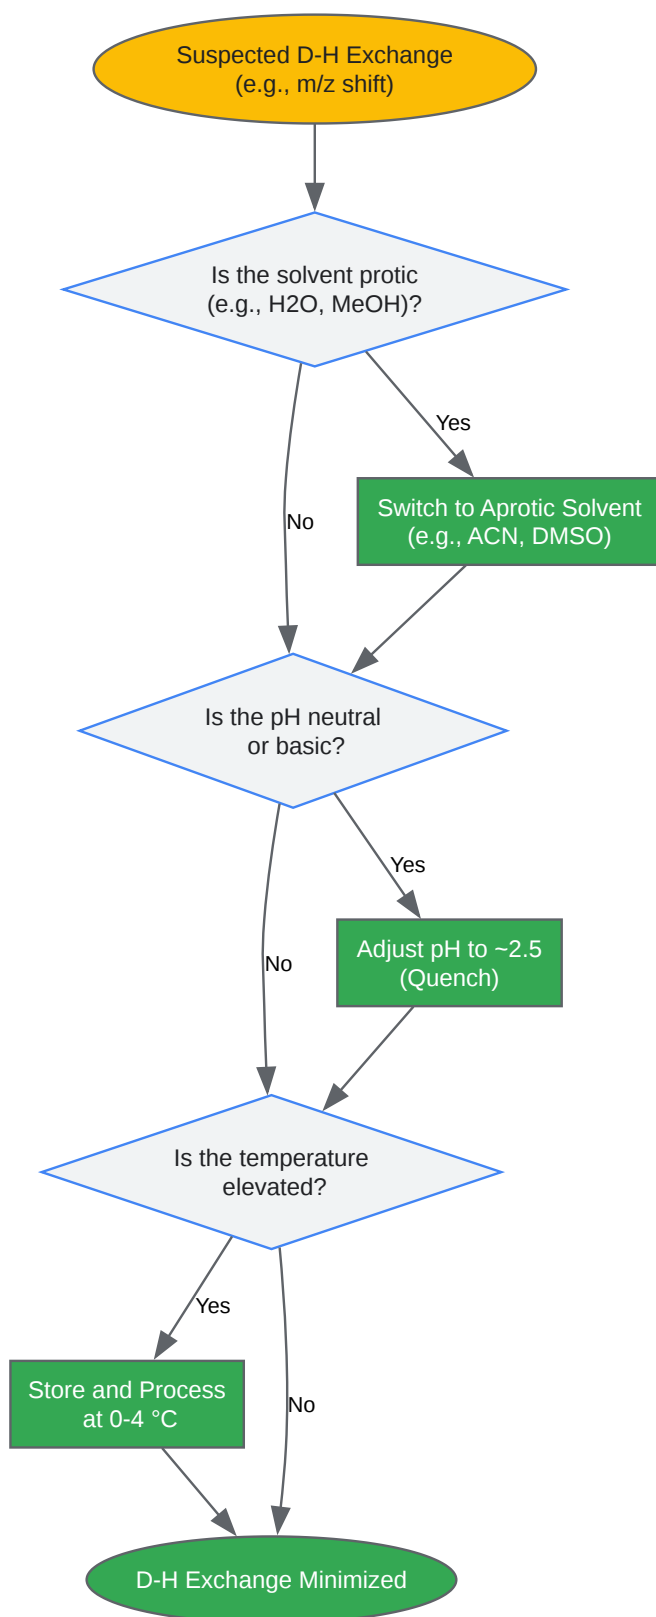 Suspected D-H Exchange
(e.g., m/z shift)
Is the solvent protic
(e.g., H2O, MeOH)?
Yes
Switch to Aprotic Solvent
(e.g., ACN, DMSO)
No
Is the pH neutral
or basic?
Yes
Adjust pH to ~2.5
(Quench)
No
Is the temperature
elevated?
Yes
Store and Process
at 0-4 °C
No
D-H Exchange Minimized